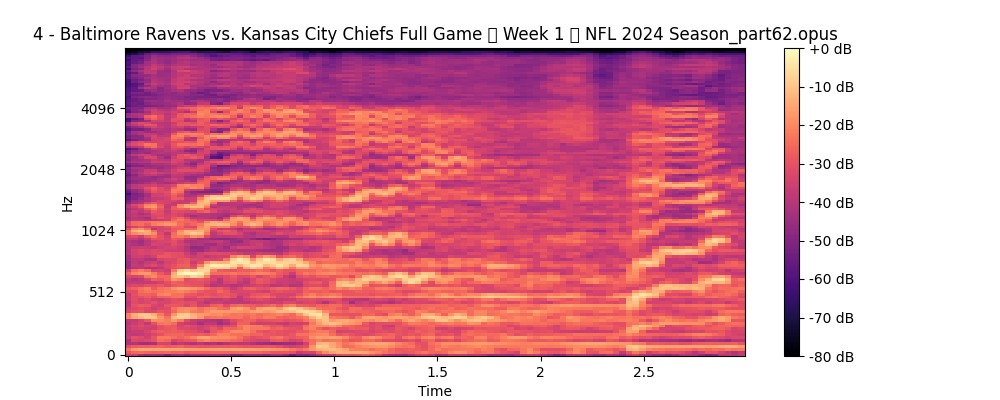 4 - Baltimore Ravens vs. Kansas City Chiefs Full Game ▯ Week 1 ▯ NFL 2024 Season_part62.opus
+0 dB
4096
-10 dB
-20 dB
2048
-30 dB
Hz
1024
-40 dB
-50 dB
512
-60 dB
-70 dB
0
-80 dB
0 0.5 1 1.5 2 2.5
Time